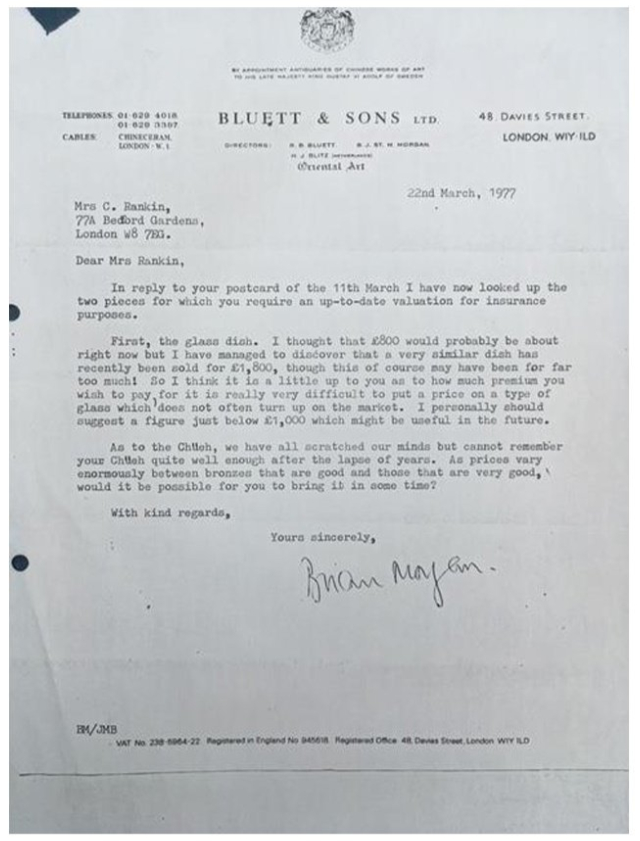 BY APPOINTMENT ANTIQUARIES OF CHINESE WORKS OF ART
TO HIS LATE MAJESTY KING GUSTAF VI ADOLF OF SWEDEN
TELEPHONES. 01-629 4018
01-629 3397
CABLES: CHINECERAM,
LONDON · W. 1
BLUETT & SONS LTD.
DIRECTORS: R. B. BLUETT. B. J. ST. M. MORGAN.
H. J. BLITZ (NETHERLANDS)
Oriental Art
48, DAVIES STREET,
LONDON, W1Y·1LD
22nd March, 1977
Mrs C. Rankin,
77A Bedford Gardens,
London W8 7EG.
Dear Mrs Rankin,
In reply to your postcard of the 11th March I have now looked up the
two pieces for which you require an up-to-date valuation for insurance
purposes.
First, the glass dish. I thought that £800 would probably be about
right now but I have managed to discover that a very similar dish has
recently been sold for £1,800, though this of course may have been for far
too much! So I think it is a little up to you as to how much premium you
wish to pay, for it is really very difficult to put a price on a type of
glass which does not often turn up on the market. I personally should
suggest a figure just below £1,000 which might be useful in the future.
As to the Chüeh, we have all scratched our minds but cannot remember
your Chüeh quite well enough after the lapse of years. As prices vary
enormously between bronzes that are good and those that are very good,
would it be possible for you to bring it in some time?
With kind regards,
Yours sincerely,
Brian Morgan.
BM/JMB
VAT No. 238-6964-22 Registered in England No 945618 Registered Office 48, Davies Street, London W1Y 1LD